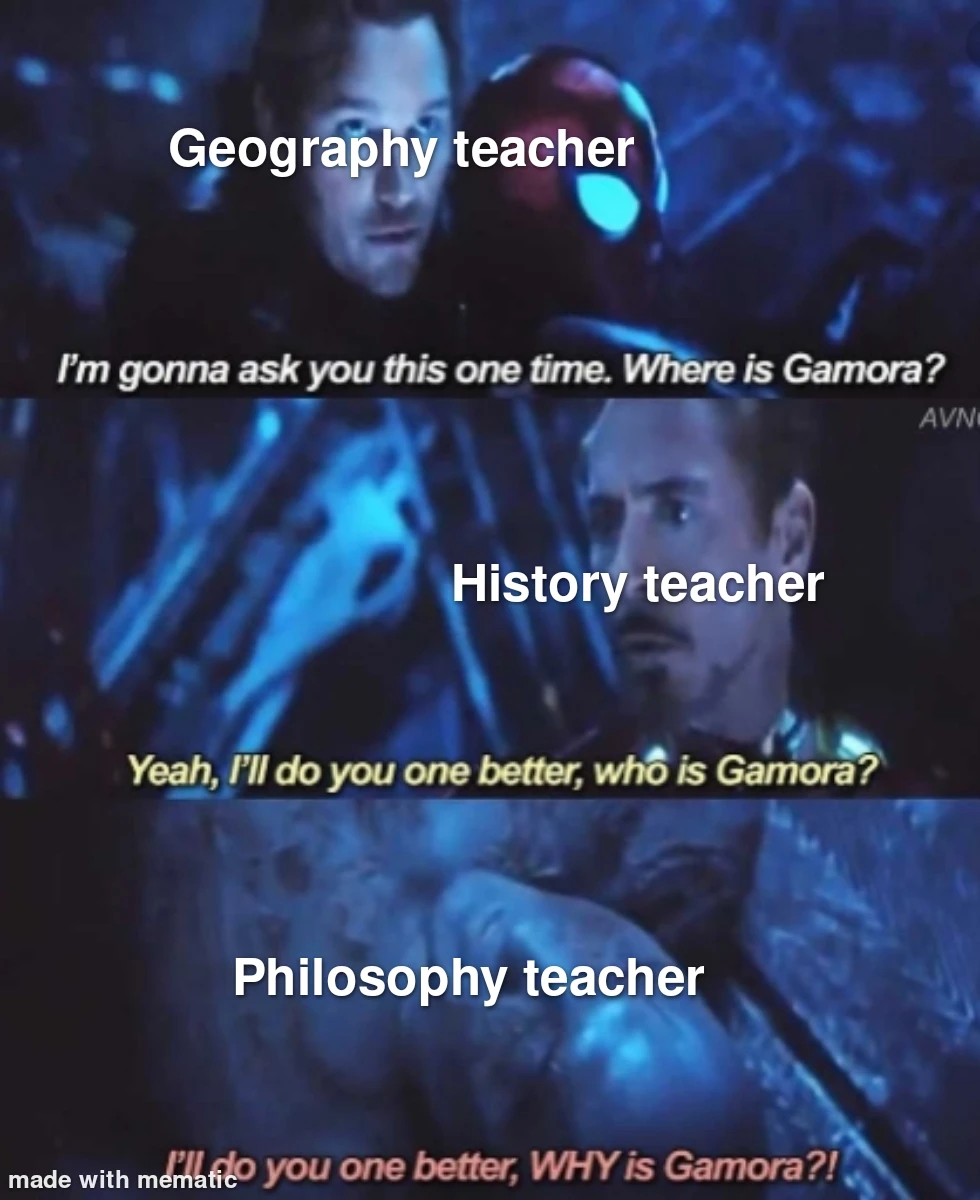 Geography teacher
I'm gonna ask you this one time. Where is Gamora?
AVN
History teacher
Yeah, I'll do you one better, who is Gamora?
Philosophy teacher
I'll do you one better, WHY is Gamora?!
made with mematic